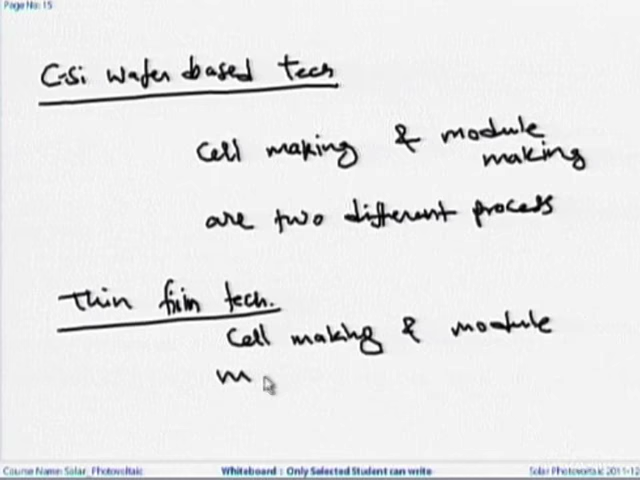 Page No: 15
C-Si wafer based tech
Cell making & module
making
are two different process
Thin film tech.
Cell making & module
m
Course Name: Solar_Photovoltaic
Whiteboard : Only Selected Student can write
Solar Photovoltaic 2011-12